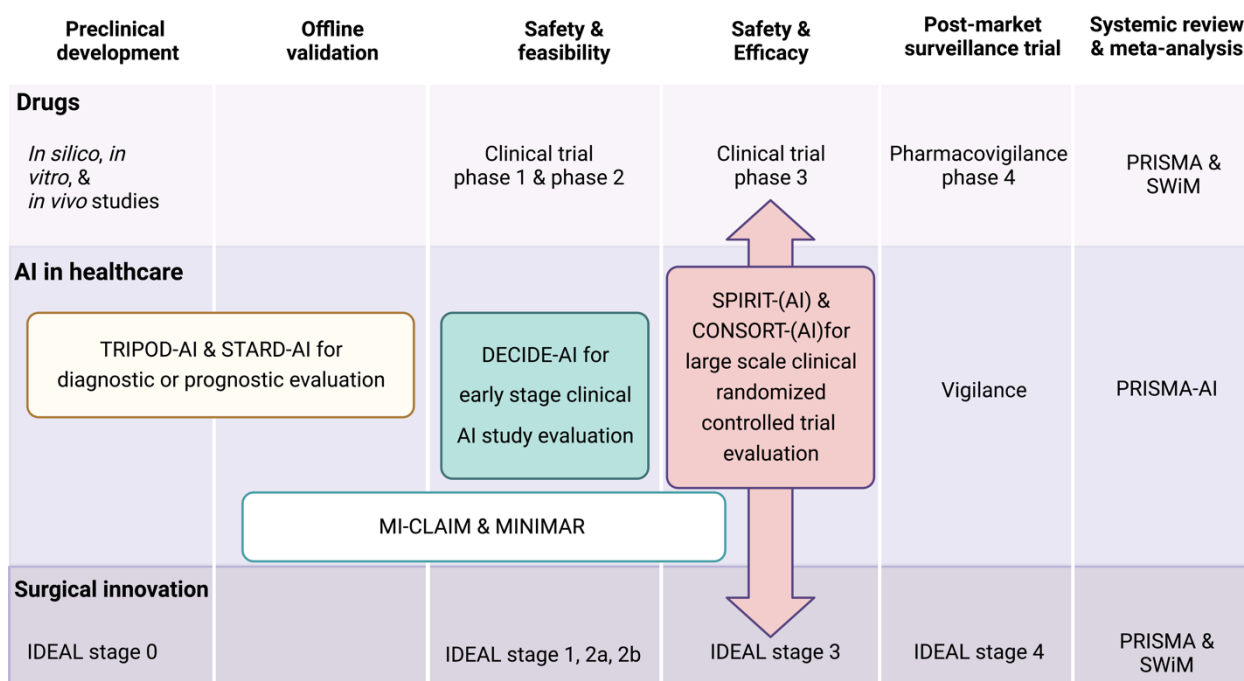 Preclinical
development
Offline
validation
Safety &
feasibility
Safety &
Efficacy
Post-market
surveillance trial
Systemic review
& meta-analysis
Drugs
In silico, in
vitro, &
in vivo studies
Clinical trial
phase 1 & phase 2
Clinical trial
phase 3
Pharmacovigilance
phase 4
PRISMA &
SWiM
AI in healthcare
TRIPOD-AI & STARD-AI for
diagnostic or prognostic evaluation
DECIDE-AI for
early stage clinical
AI study evaluation
SPIRIT-(AI) &
CONSORT-(AI)for
large scale clinical
randomized
controlled trial
evaluation
Vigilance
PRISMA-AI
MI-CLAIM & MINIMAR
Surgical innovation
IDEAL stage 0
IDEAL stage 1, 2a, 2b
IDEAL stage 3
IDEAL stage 4
PRISMA &
SWiM